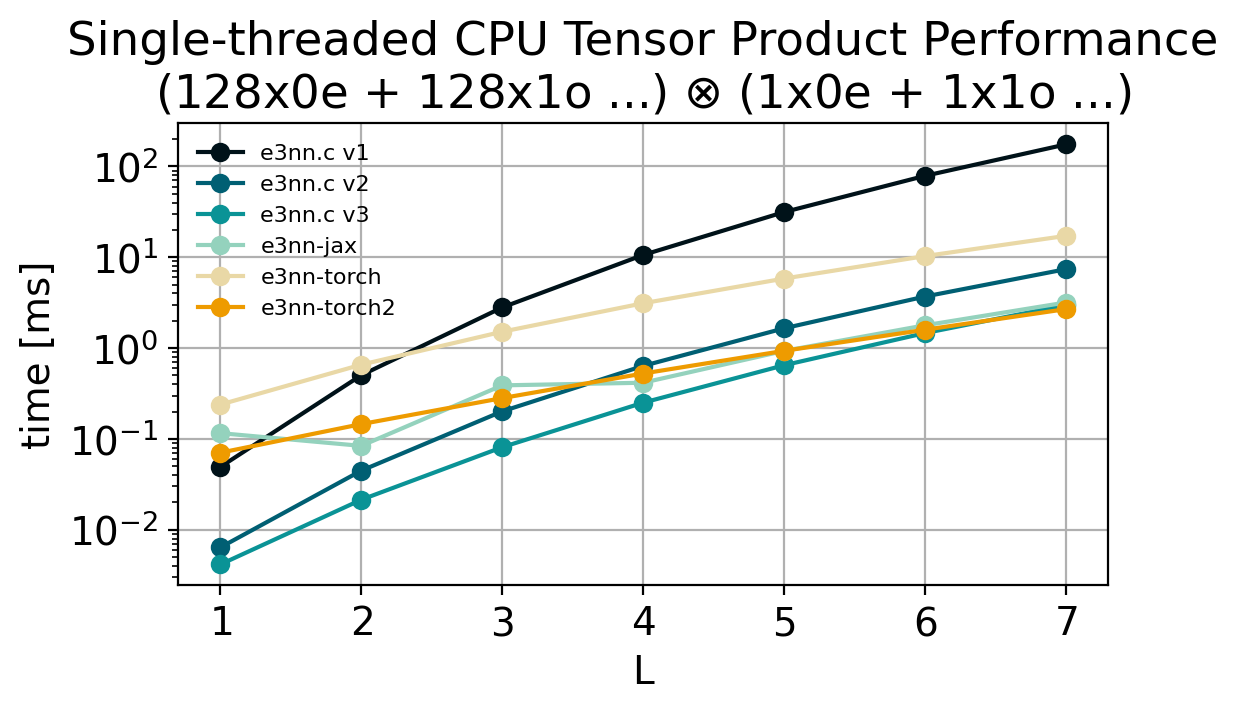 Single-threaded CPU Tensor Product Performance
(128x0e + 128x1o ...) ⊗ (1x0e + 1x1o ...)
time [ms]
10²
10¹
10⁰
10⁻¹
10⁻²
e3nn.c v1
e3nn.c v2
e3nn.c v3
e3nn-jax
e3nn-torch
e3nn-torch2
1 2 3 4 5 6 7
L